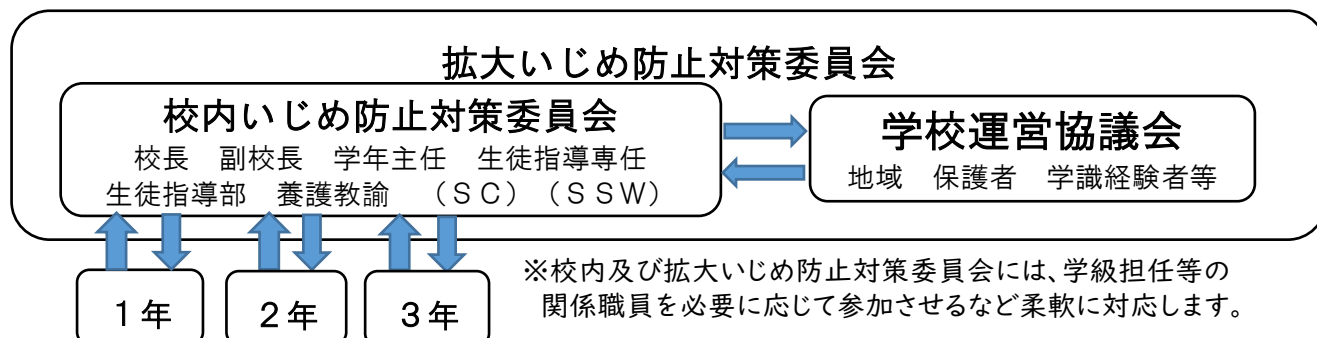 拡大いじめ防止対策委員会
校内いじめ防止対策委員会
校長　副校長　学年主任　生徒指導専任
生徒指導部　養護教諭　（ＳＣ）（ＳＳＷ）
学校運営協議会
地域　保護者　学識経験者等
１年
２年
３年
※校内及び拡大いじめ防止対策委員会には、学級担任等の
関係職員を必要に応じて参加させるなど柔軟に対応します。